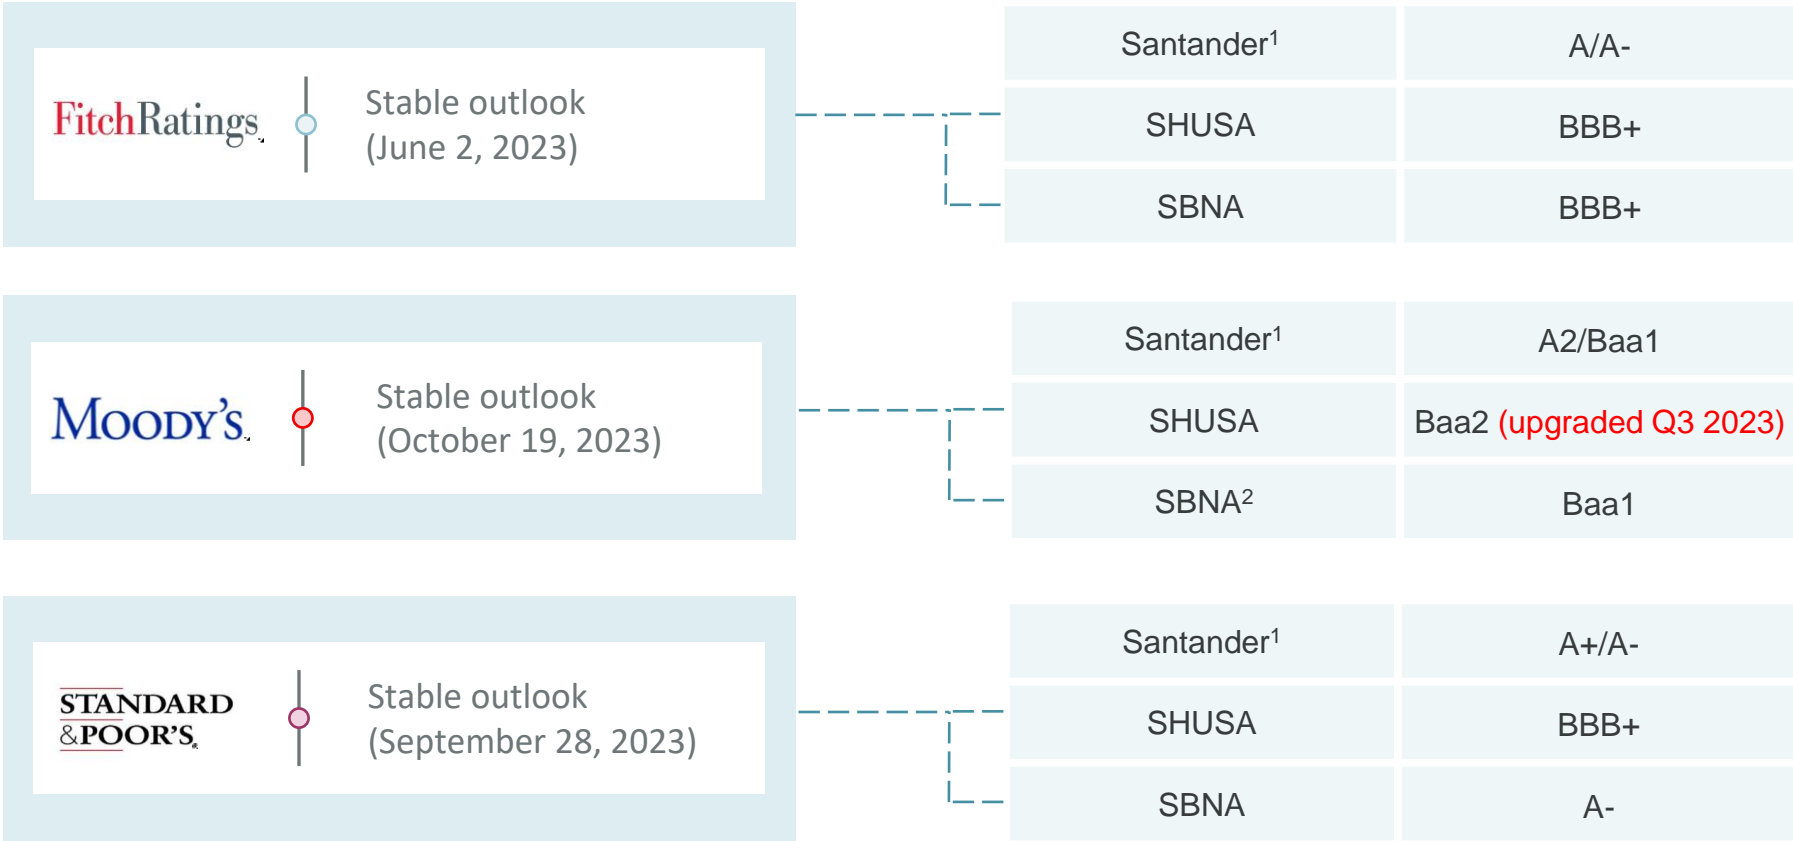 FitchRatings
Stable outlook
(June 2, 2023)
Santander¹ A/A-
SHUSA BBB+
SBNA BBB+
MOODY'S
Stable outlook
(October 19, 2023)
Santander¹ A2/Baa1
SHUSA Baa2 (upgraded Q3 2023)
SBNA² Baa1
STANDARD
&POOR'S
Stable outlook
(September 28, 2023)
Santander¹ A+/A-
SHUSA BBB+
SBNA A-